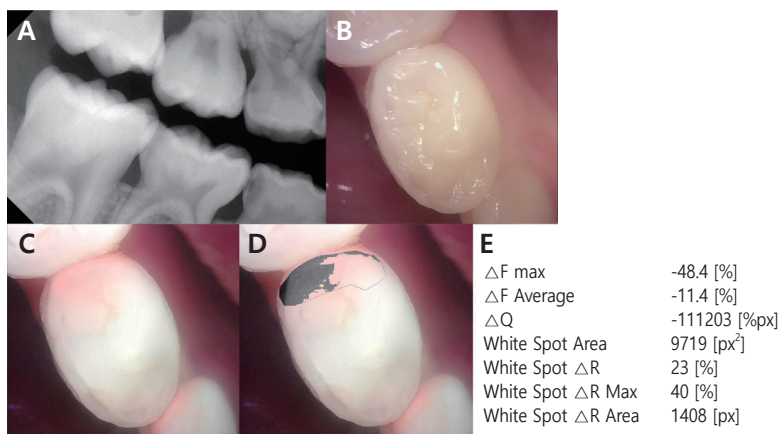 A
B
C
D
E
△F max -48.4 [%]
△F Average -11.4 [%]
△Q -111203 [%px]
White Spot Area 9719 [px²]
White Spot △R 23 [%]
White Spot △R Max 40 [%]
White Spot △R Area 1408 [px]